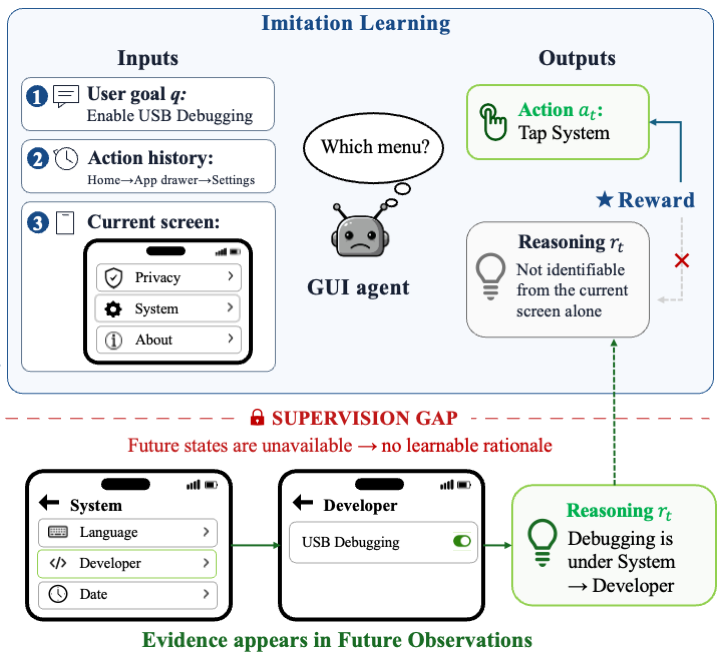 Imitation Learning
Inputs
1 User goal q:
Enable USB Debugging
2 Action history:
Home→App drawer→Settings
3 Current screen:
Privacy
System
About
Which menu?
GUI agent
Outputs
Action aₜ:
Tap System
★ Reward
Reasoning rₜ
Not identifiable
from the current
screen alone
SUPERVISION GAP
Future states are unavailable → no learnable rationale
System
Language
Developer
Date
Developer
USB Debugging
Reasoning rₜ
Debugging is
under System
→ Developer
Evidence appears in Future Observations